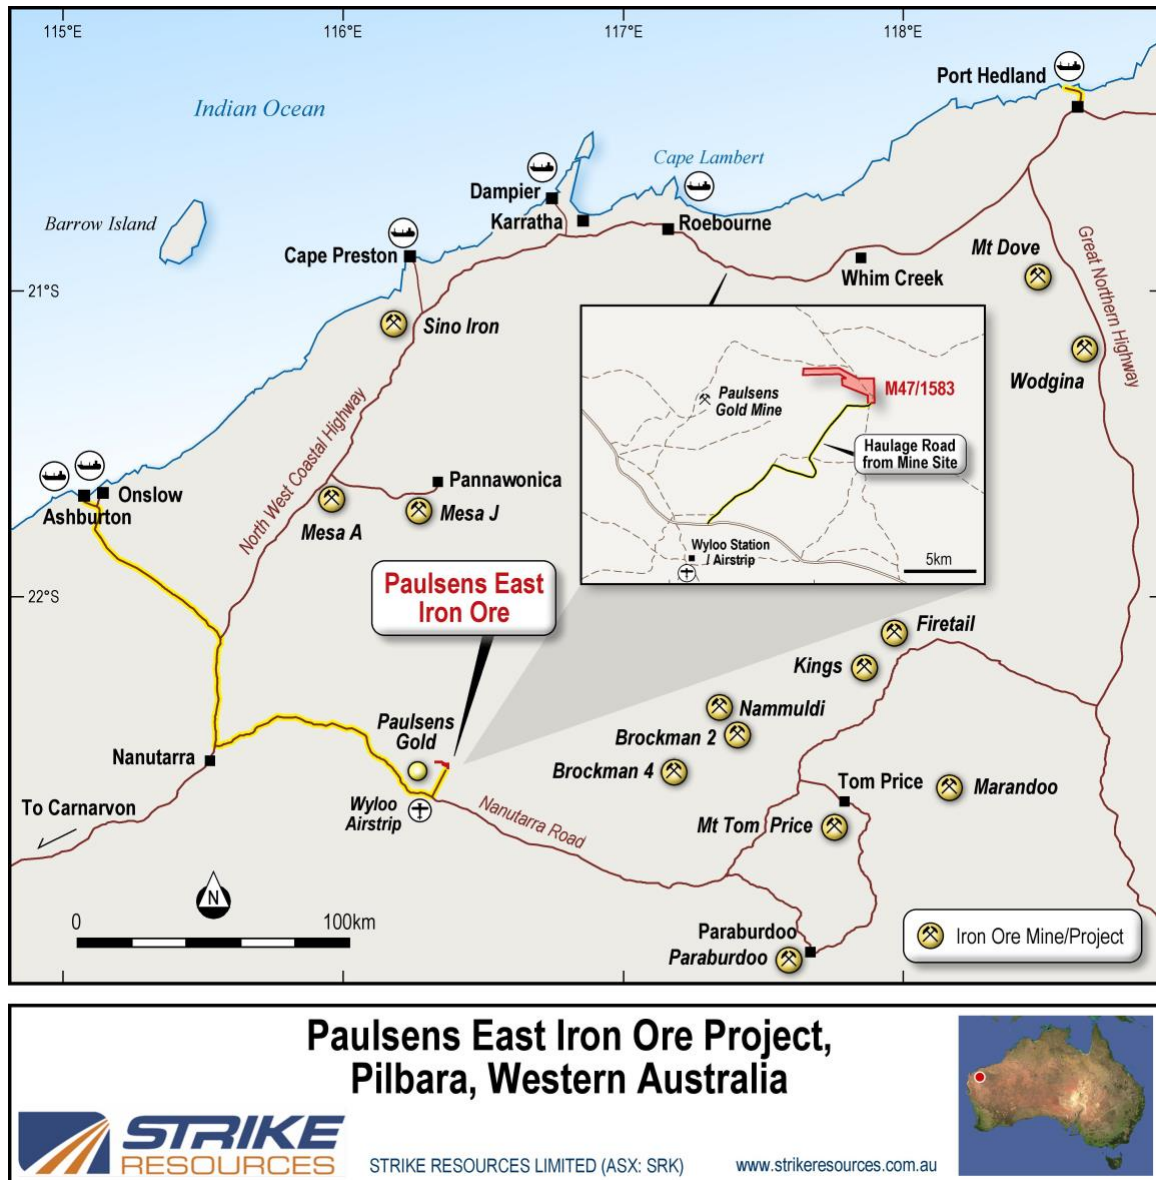 115°E
116°E
117°E
118°E
Port Hedland
Indian Ocean
Cape Lambert
Dampier
Karratha
Roebourne
Barrow Island
Cape Preston
Whim Creek
Mt Dove
Great Northern Highway
21°S
Sino Iron
Wodgina
Paulsens
Gold Mine
M47/1583
Haulage Road
from Mine Site
Wyloo Station
/ Airstrip
5km
North West Coastal Highway
Pannawonica
Onslow
Ashburton
Mesa A
Mesa J
22°S
Paulsens East
Iron Ore
Firetail
Kings
Nammuldi
Brockman 2
Brockman 4
Paulsens
Gold
Nanutarra
Wyloo
Airstrip
Nanutarra Road
Tom Price
Marandoo
Mt Tom Price
To Carnarvon
N
0
100km
Paraburdoo
Paraburdoo
Iron Ore Mine/Project
Paulsens East Iron Ore Project,
Pilbara, Western Australia
STRIKE
RESOURCES
STRIKE RESOURCES LIMITED (ASX: SRK)
www.strikeresources.com.au